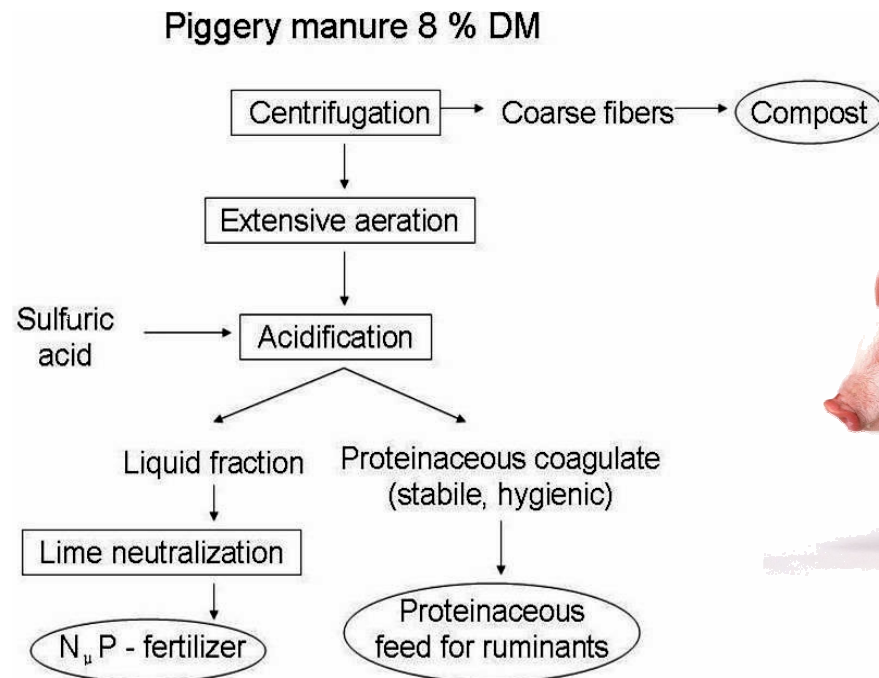 Piggery manure 8 % DM
Centrifugation
Coarse fibers
Compost
Extensive aeration
Sulfuric
acid
Acidification
Liquid fraction
Proteinaceous coagulate
(stabile, hygienic)
Lime neutralization
Proteinaceous
feed for ruminants
N μ P - fertilizer